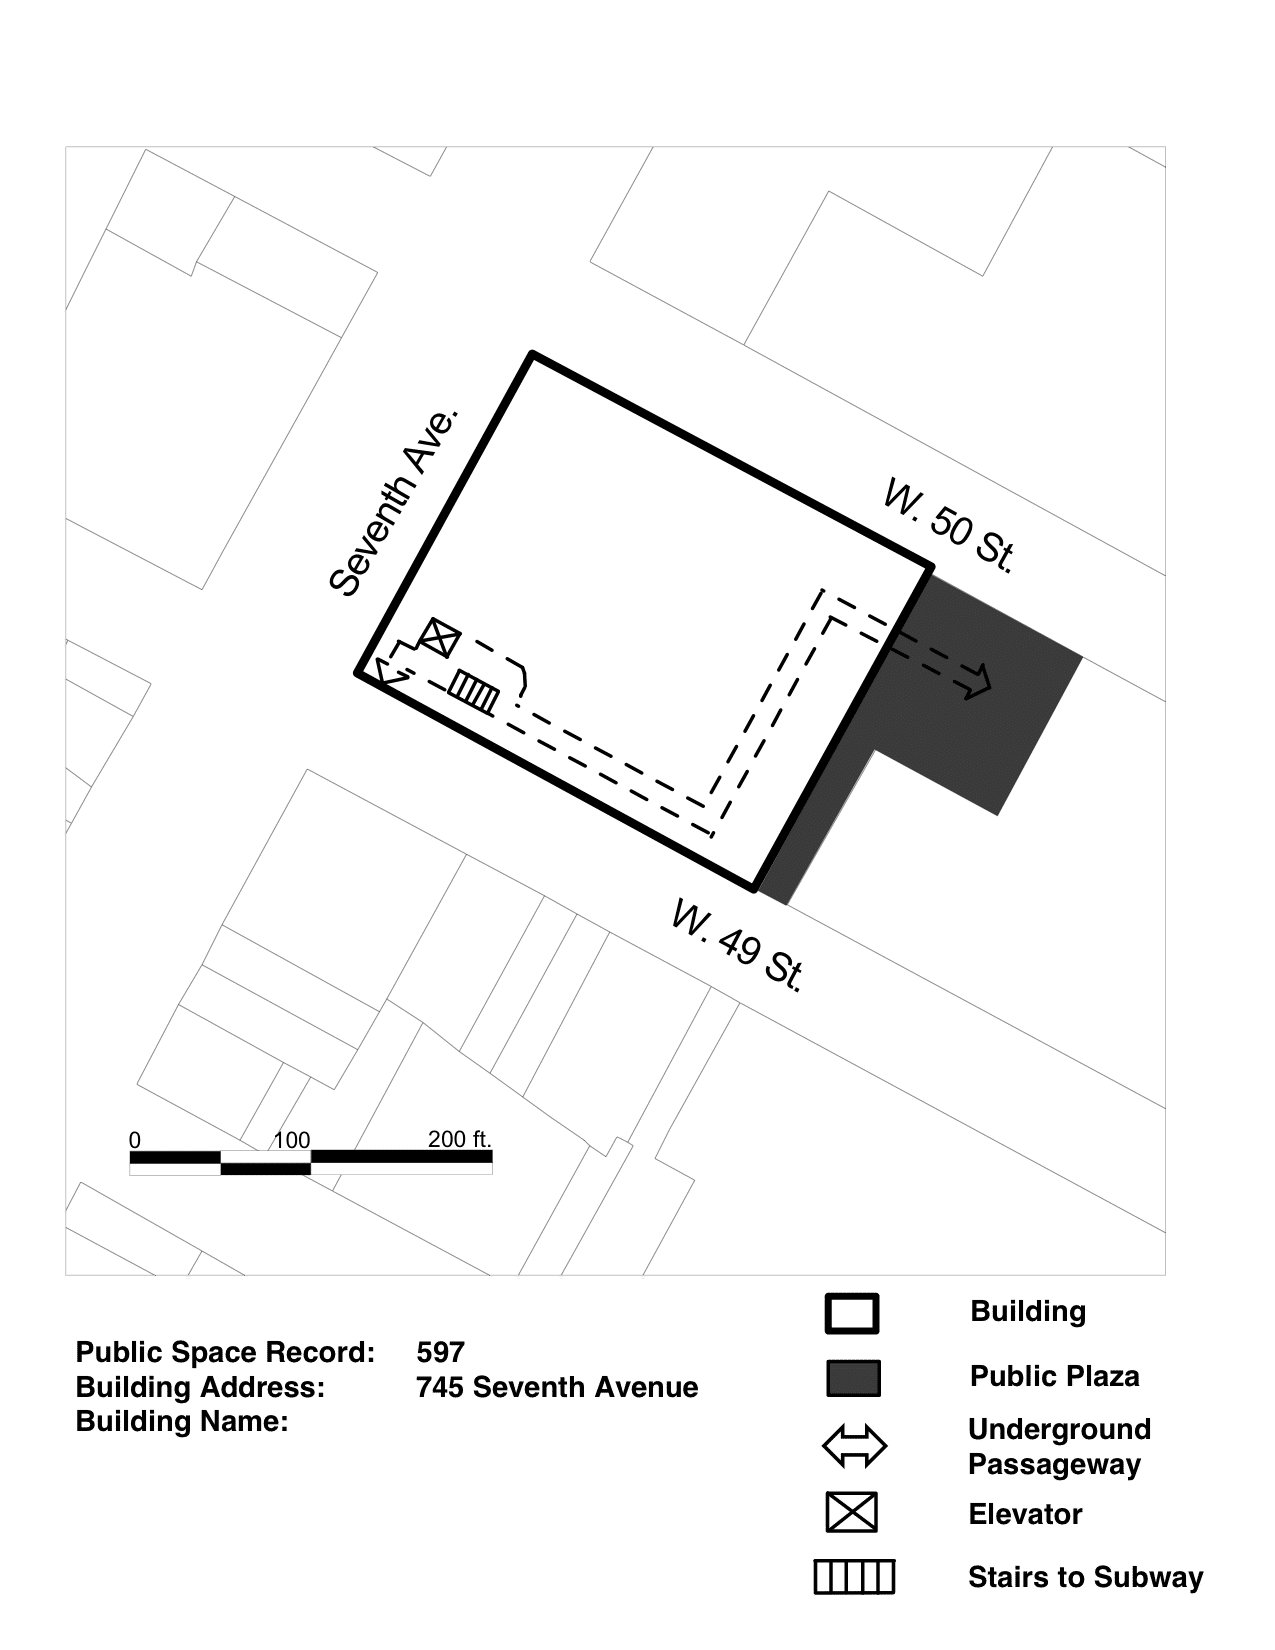 Seventh Ave.
W. 50 St.
W. 49 St.
0 100 200 ft.
Public Space Record: 597
Building Address: 745 Seventh Avenue
Building Name:
Building
Public Plaza
Underground
Passageway
Elevator
Stairs to Subway